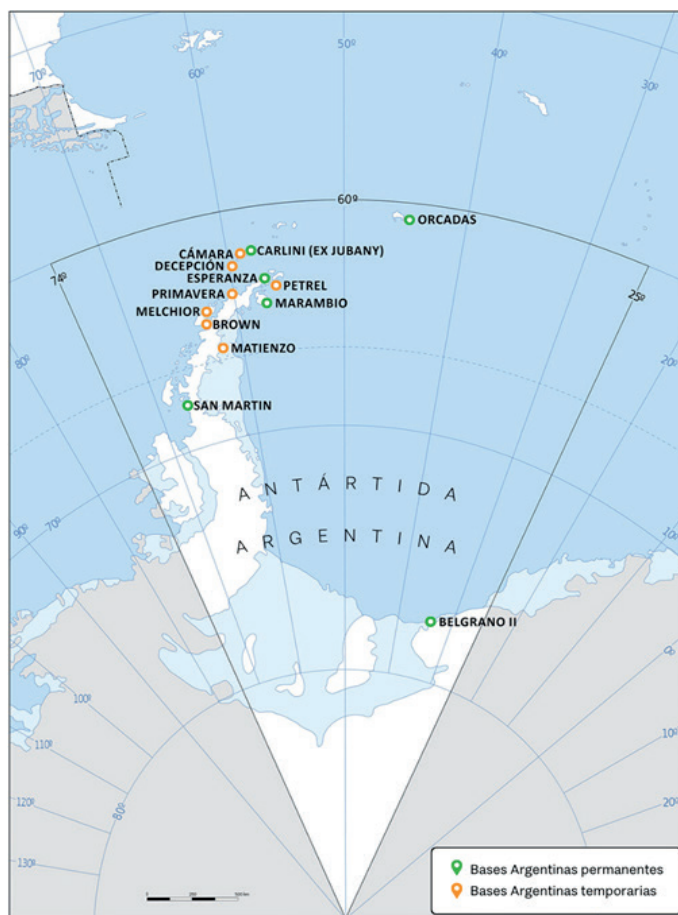 60º
50º
40º
30º
70º
60º
ORCADAS
CÁMARA
CARLINI (EX JUBANY)
DECEPCIÓN
74º
ESPERANZA
PETREL
PRIMAVERA
MARAMBIO
25º
MELCHIOR
BROWN
MATIENZO
80º
20º
SAN MARTIN
ANTÁRTIDA
90º
70º
10º
ARGENTINA
BELGRANO II
0º
100º
110º
10º
120º
80º
20º
130º
Bases Argentinas permanentes
Bases Argentinas temporarias